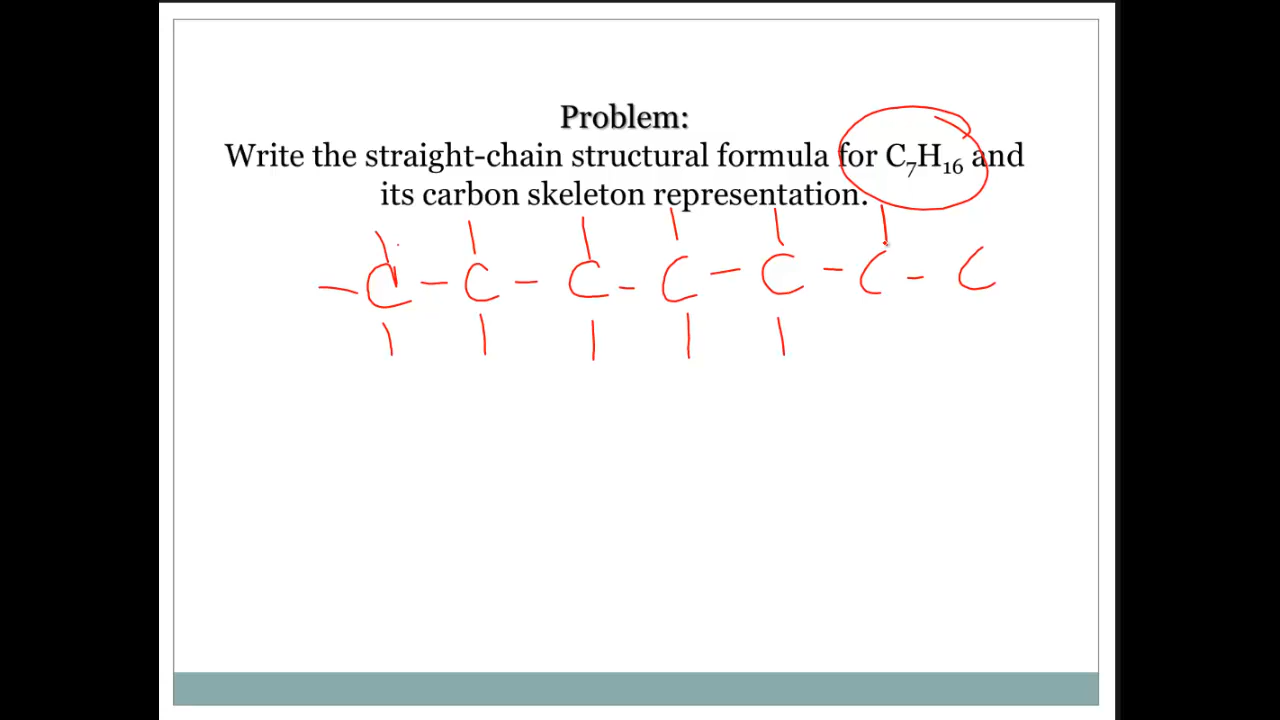 Problem:
Write the straight-chain structural formula for C₇H₁₆ and
its carbon skeleton representation.
C - C - C - C - C - C - C